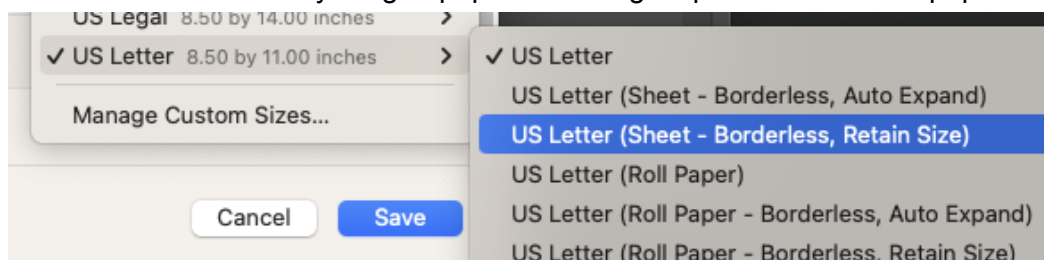 US Legal 8.50 by 14.00 inches >
✓ US Letter 8.50 by 11.00 inches >
Manage Custom Sizes...
Cancel
Save
✓ US Letter
US Letter (Sheet - Borderless, Auto Expand)
US Letter (Sheet - Borderless, Retain Size)
US Letter (Roll Paper)
US Letter (Roll Paper - Borderless, Auto Expand)
US Letter (Roll Paper - Borderless, Retain Size)